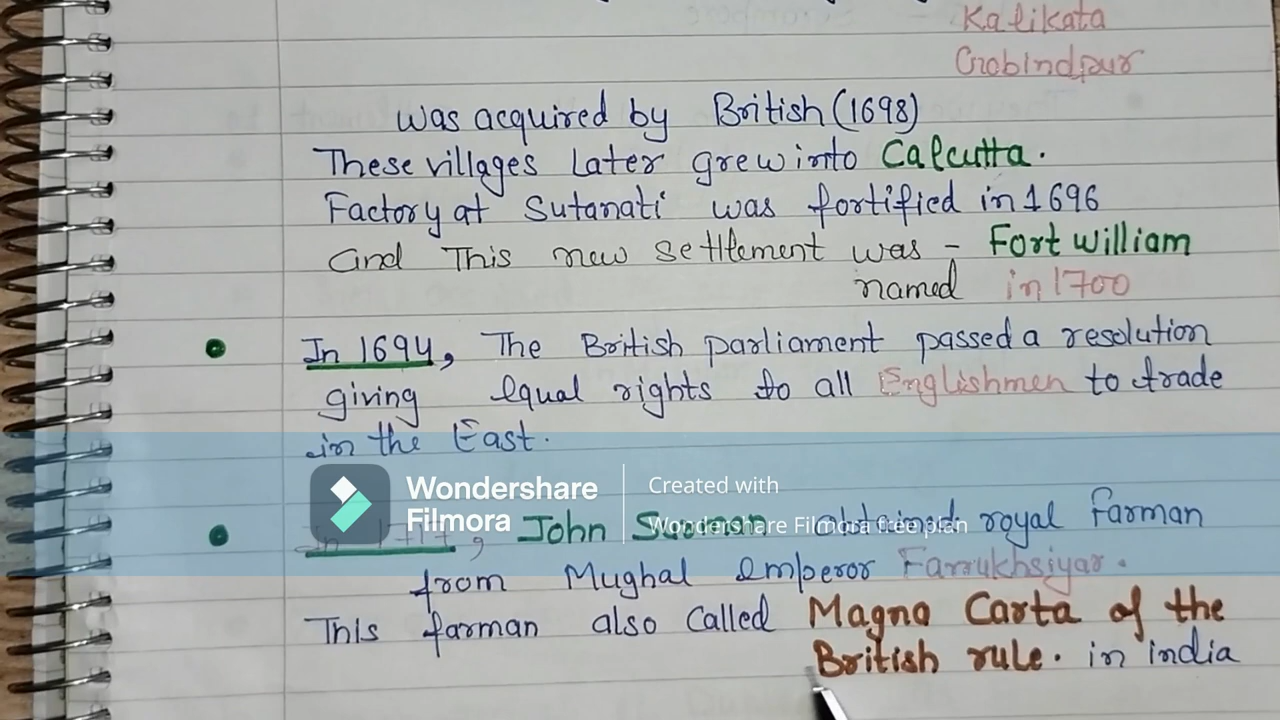 Kalikata
Gobindpur
was acquired by British (1698)
These villages later grew into Calcutta.
Factory at Sutanati was fortified in 1696
and This new settlement was - Fort William
named in 1700
In 1694, The British parliament passed a resolution
giving equal rights to all Englishmen to trade
in the East.
Wondershare
Filmora
Created with
Wondershare Filmora free plan
In 1717, John Surman obtained royal farman
from Mughal emperor Farrukhsiyar.
This farman also called Magna Carta of the
British rule. in india